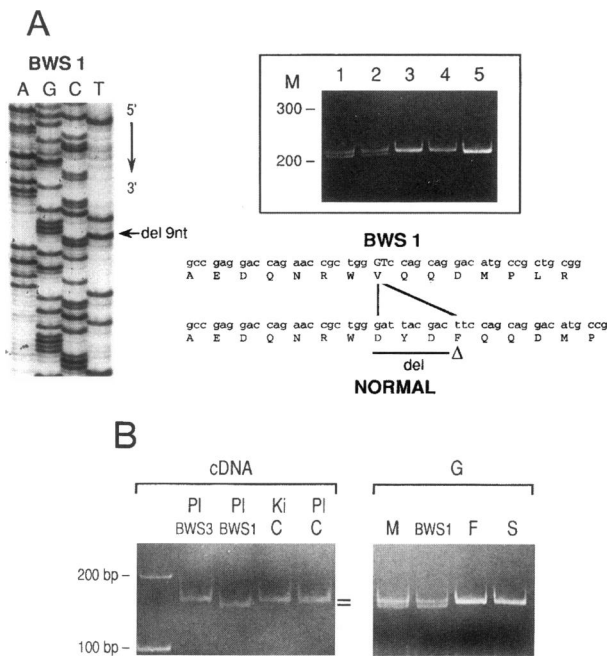 A
BWS 1
A G C T
5'
3'
del 9nt
M 1 2 3 4 5
300
200
BWS 1
gcc gag gac cag aac cgc tgg GTc cag cag gac atg ccg ctg cgg
A E D Q N R W V Q Q D M P L R
gcc gag gac cag aac cgc tgg gat tac gac ttc cag cag gac atg ccg
A E D Q N R W D Y D F Q Q D M P
del Δ
NORMAL
B
cDNA
Pl Pl Ki Pl
BWS3 BWS1 C C
200 bp
100 bp
=
G
M BWS1 F S